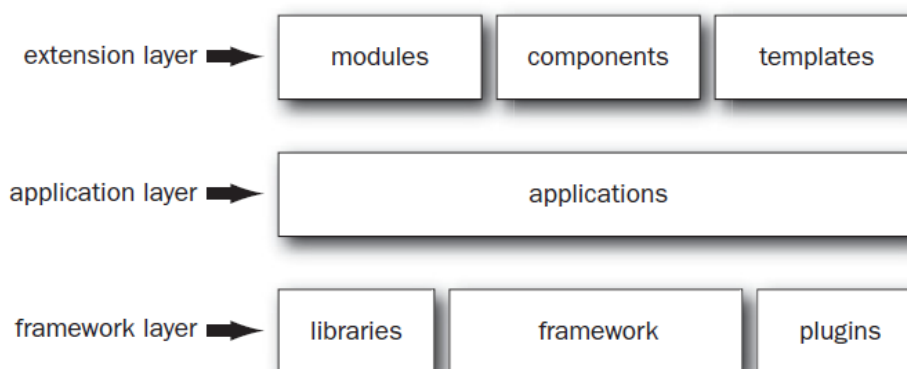 extension layer modules components templates
application layer applications
framework layer libraries framework plugins